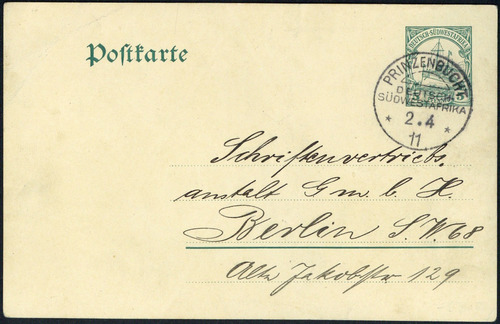 Postkarte
DEUTSCH-SÜDWESTAFRIKA
PRINZENBUCHT
DEUTSCH-
SÜDWESTAFRIKA
* 2.4 *
11
Schriftenvertriebs,
anstalt G m. b. H.
Berlin S.W. 68
Alte Jakobstr 129